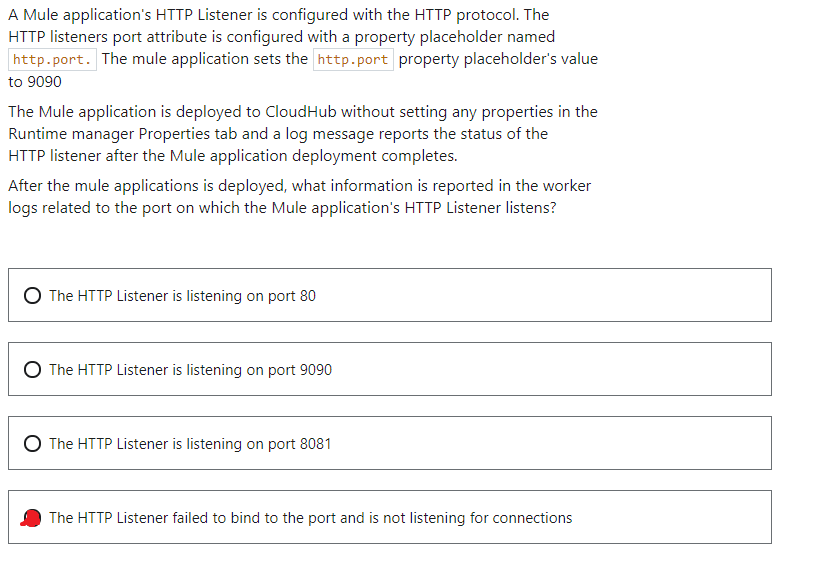 A Mule application's HTTP Listener is configured with the HTTP protocol. The
HTTP listeners port attribute is configured with a property placeholder named
http.port. The mule application sets the http.port property placeholder's value
to 9090
The Mule application is deployed to CloudHub without setting any properties in the
Runtime manager Properties tab and a log message reports the status of the
HTTP listener after the Mule application deployment completes.
After the mule applications is deployed, what information is reported in the worker
logs related to the port on which the Mule application's HTTP Listener listens?
The HTTP Listener is listening on port 80
The HTTP Listener is listening on port 9090
The HTTP Listener is listening on port 8081
The HTTP Listener failed to bind to the port and is not listening for connections